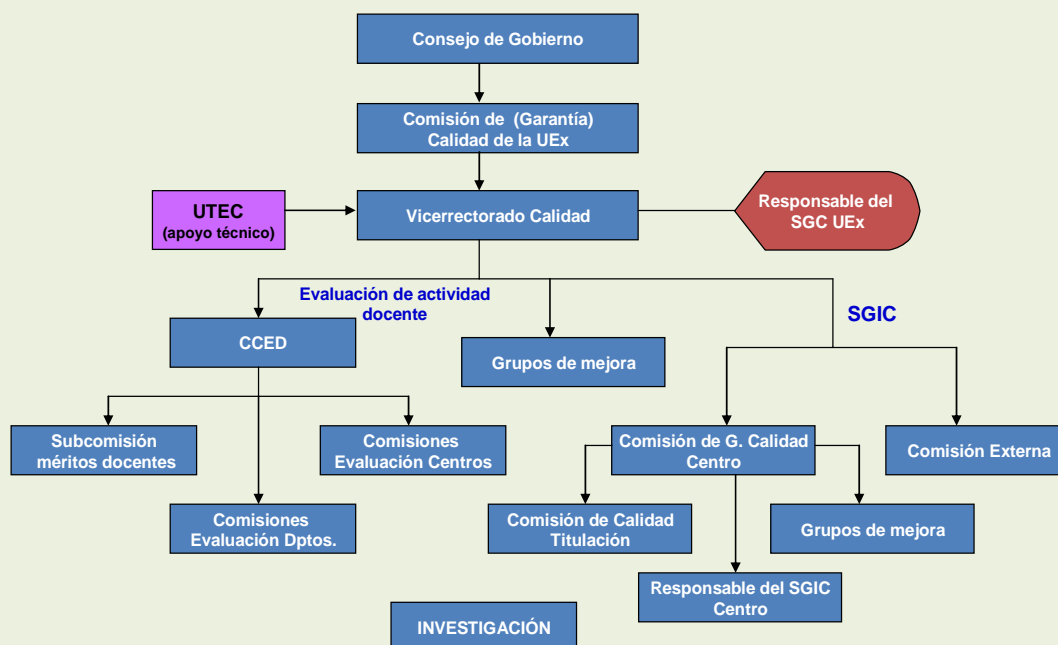 Consejo de Gobierno
Comisión de (Garantía)
Calidad de la UEx
UTEC
(apoyo técnico)
Vicerrectorado Calidad
Responsable del
SGC UEx
Evaluación de actividad
docente
SGIC
CCED
Grupos de mejora
Subcomisión
méritos docentes
Comisiones
Evaluación Centros
Comisión de G. Calidad
Centro
Comisión Externa
Comisiones
Evaluación Dptos.
Comisión de Calidad
Titulación
Grupos de mejora
Responsable del SGIC
Centro
INVESTIGACIÓN